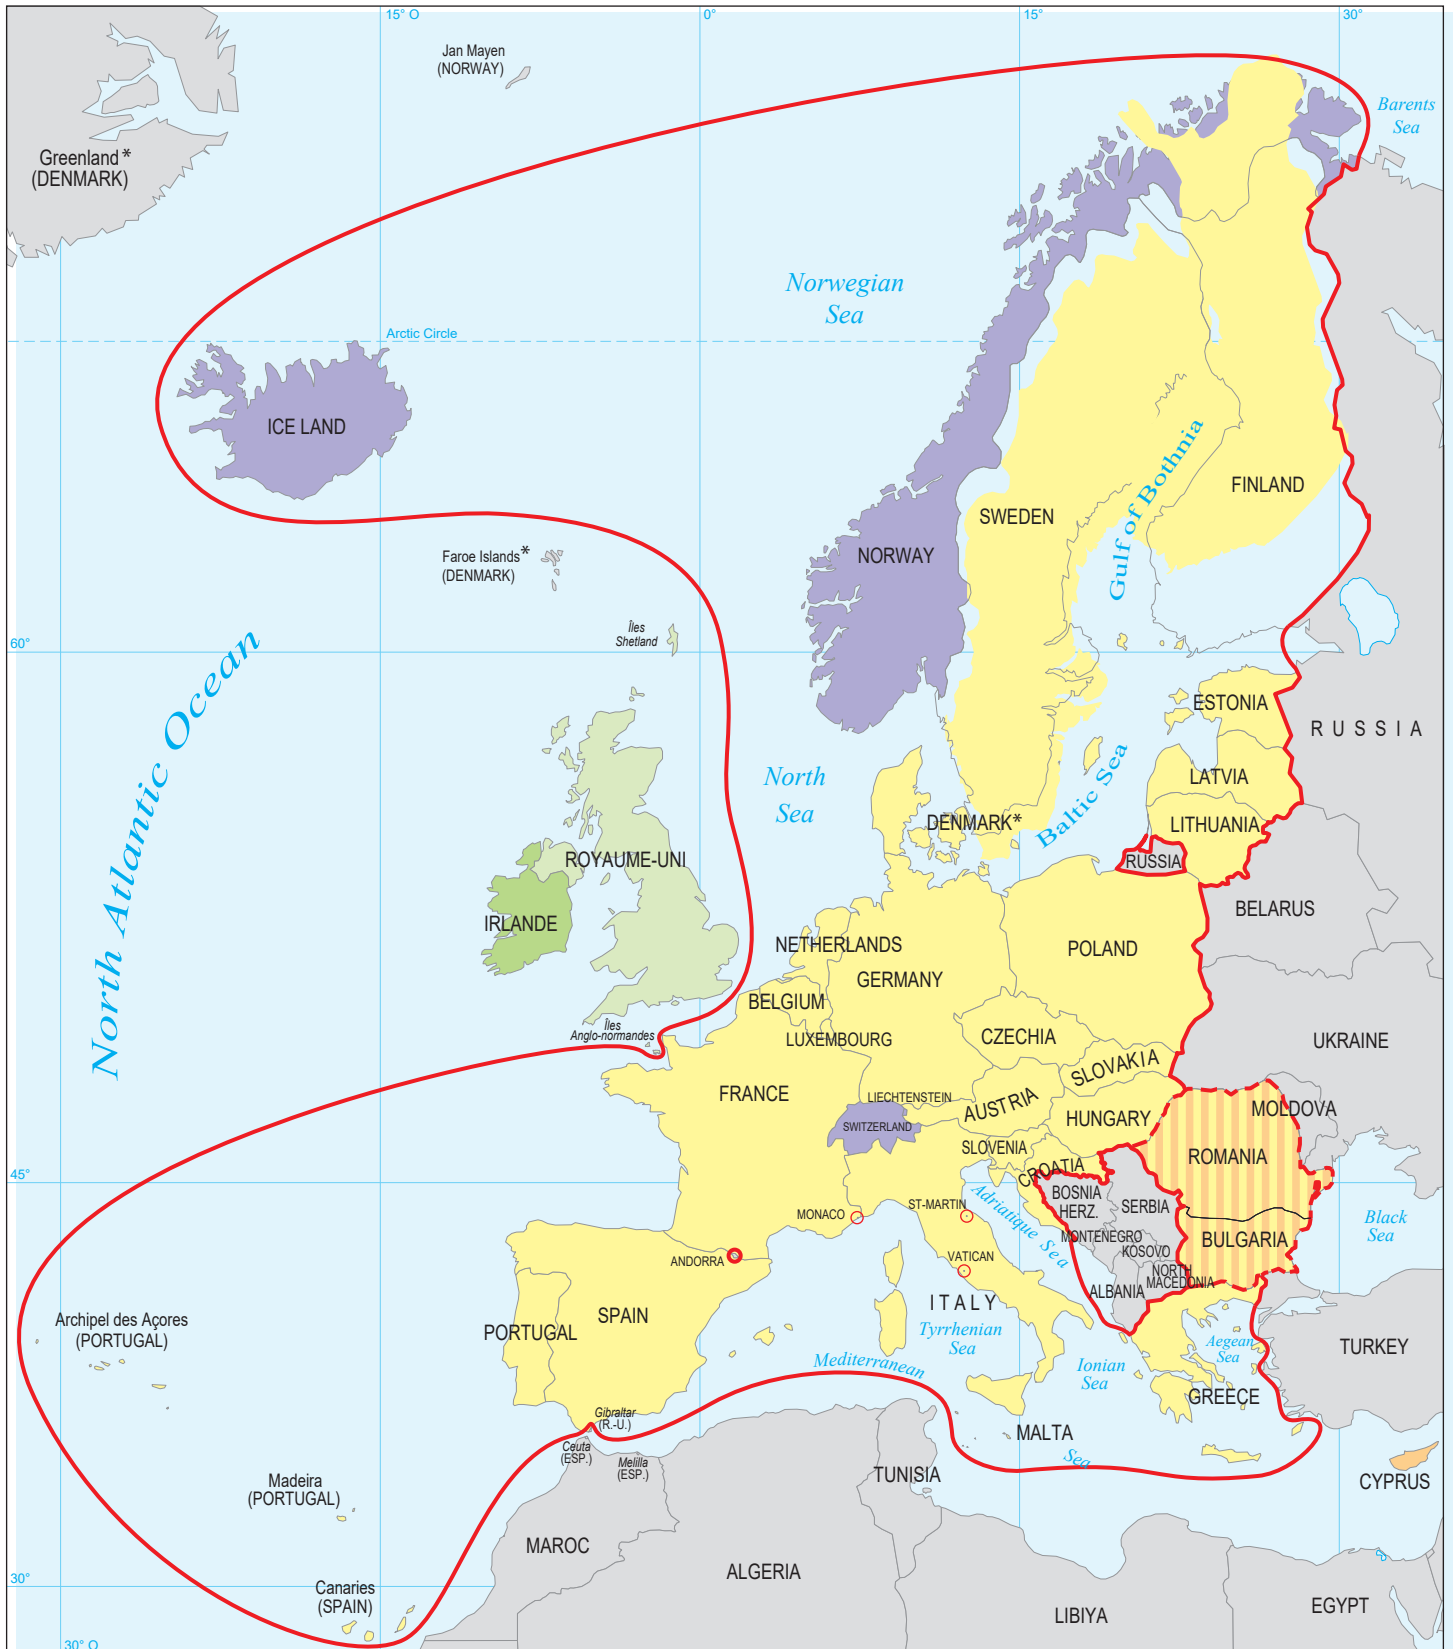 15° O
0°
15°
30°
Jan Mayen
(NORWAY)
Barents
Sea
Greenland*
(DENMARK)
Norwegian
Sea
Arctic Circle
ICE LAND
Gulf of Bothnia
FINLAND
SWEDEN
NORWAY
Faroe Islands*
(DENMARK)
Îles
Shetland
60°
North Atlantic Ocean
ESTONIA
RUSSIA
North
Sea
LATVIA
Baltic Sea
DENMARK*
LITHUANIA
RUSSIA
ROYAUME-UNI
IRLANDE
BELARUS
NETHERLANDS
POLAND
GERMANY
BELGIUM
Îles
Anglo-normandes
LUXEMBOURG
CZECHIA
UKRAINE
SLOVAKIA
FRANCE
LIECHTENSTEIN
AUSTRIA
MOLDOVA
HUNGARY
SWITZERLAND
SLOVENIA
ROMANIA
CROATIA
45°
BOSNIA
HERZ.
SERBIA
ST-MARTIN
Adriatique Sea
MONACO
Black
Sea
MONTENEGRO
BULGARIA
KOSOVO
VATICAN
ANDORRA
NORTH
MACEDONIA
ALBANIA
ITALY
SPAIN
PORTUGAL
Archipel des Açores
(PORTUGAL)
Tyrrhenian
Sea
Aegean
Sea
TURKEY
Mediterranean
Ionian
Sea
GREECE
Gibraltar
(R.-U.)
MALTA
Ceuta
(ESP.)
Melilla
(ESP.)
Sea
TUNISIA
CYPRUS
Madeira
(PORTUGAL)
MAROC
ALGERIA
30°
Canaries
(SPAIN)
EGYPT
LIBIYA
30° O